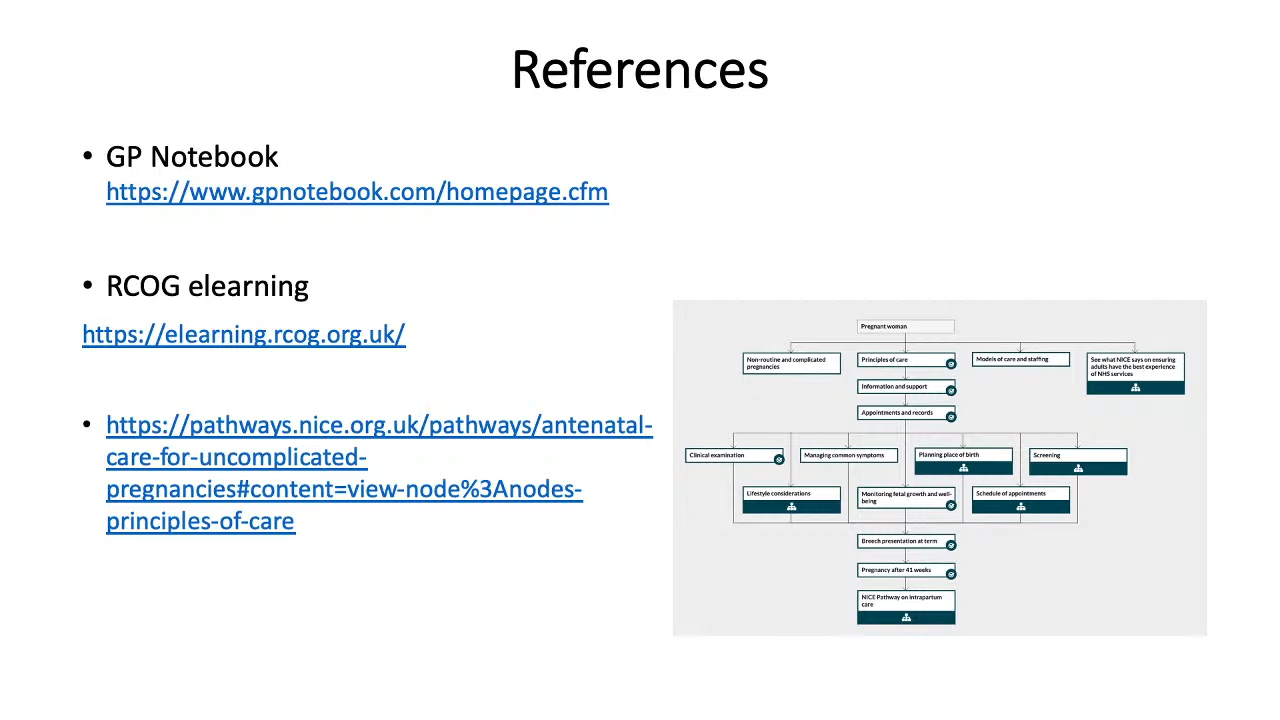 References
• GP Notebook
https://www.gpnotebook.com/homepage.cfm
• RCOG elearning
https://elearning.rcog.org.uk/
• https://pathways.nice.org.uk/pathways/antenatal-
care-for-uncomplicated-
pregnancies#content=view-node%3Anodes-
principles-of-care
Pregnant woman
Non-routine and complicated
pregnancies
Principles of care
Models of care and staffing
See what NICE says on ensuring
adults have the best experience
of NHS services
Information and support
Appointments and records
Clinical examination
Managing common symptoms
Planning place of birth
Screening
Lifestyle considerations
Monitoring fetal growth and well-
being
Schedule of appointments
Breech presentation at term
Pregnancy after 41 weeks
NICE Pathway on intrapartum
care